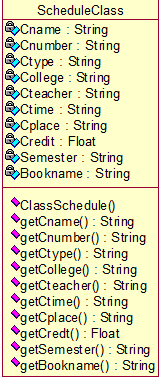 ScheduleClass
Cname : String
Cnumber : String
Ctype : String
College : String
Cteacher : String
Ctime : String
Cplace : String
Credit : Float
Semester : String
Bookname : String
ClassSchedule()
getCname() : String
getCnumber() : String
getCtype() : String
getCollege() : String
getCteacher() : String
getCtime() : String
getCplace() : String
getCredt() : Float
getSemester() : String
getBookname() : String